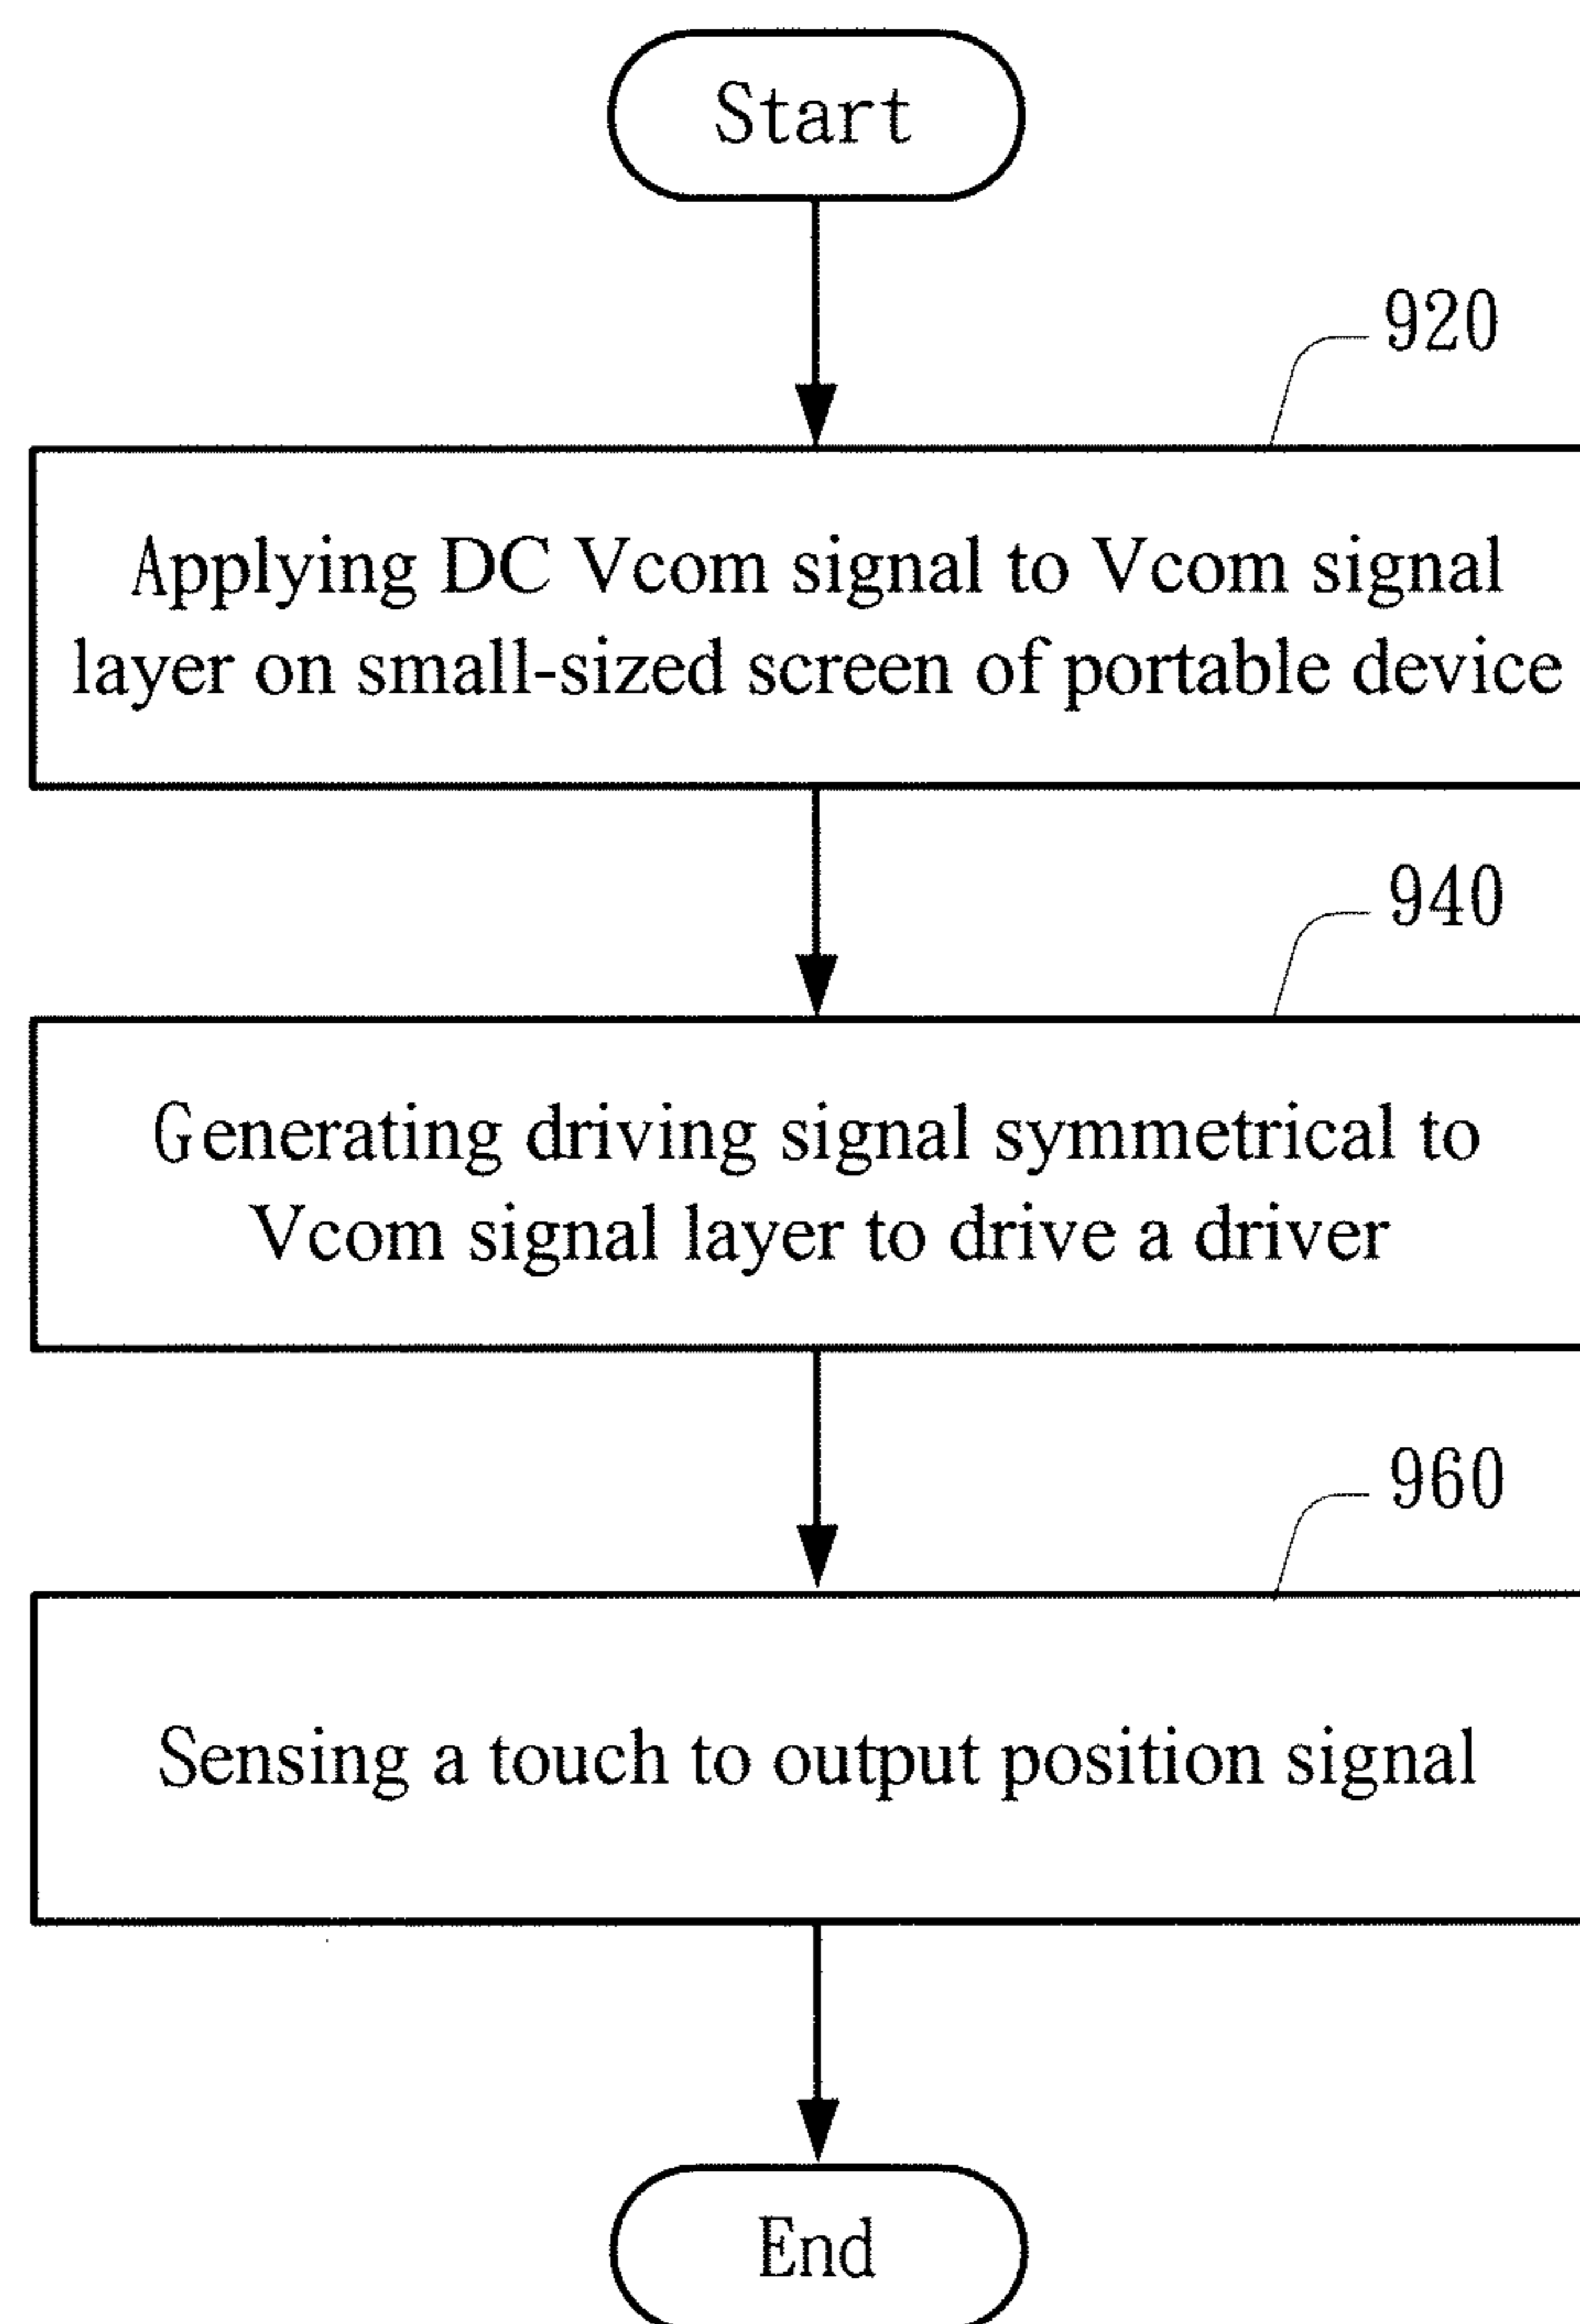 Start
920
Applying DC Vcom signal to Vcom signal
layer on small-sized screen of portable device
940
Generating driving signal symmetrical to
Vcom signal layer to drive a driver
960
Sensing a touch to output position signal
End